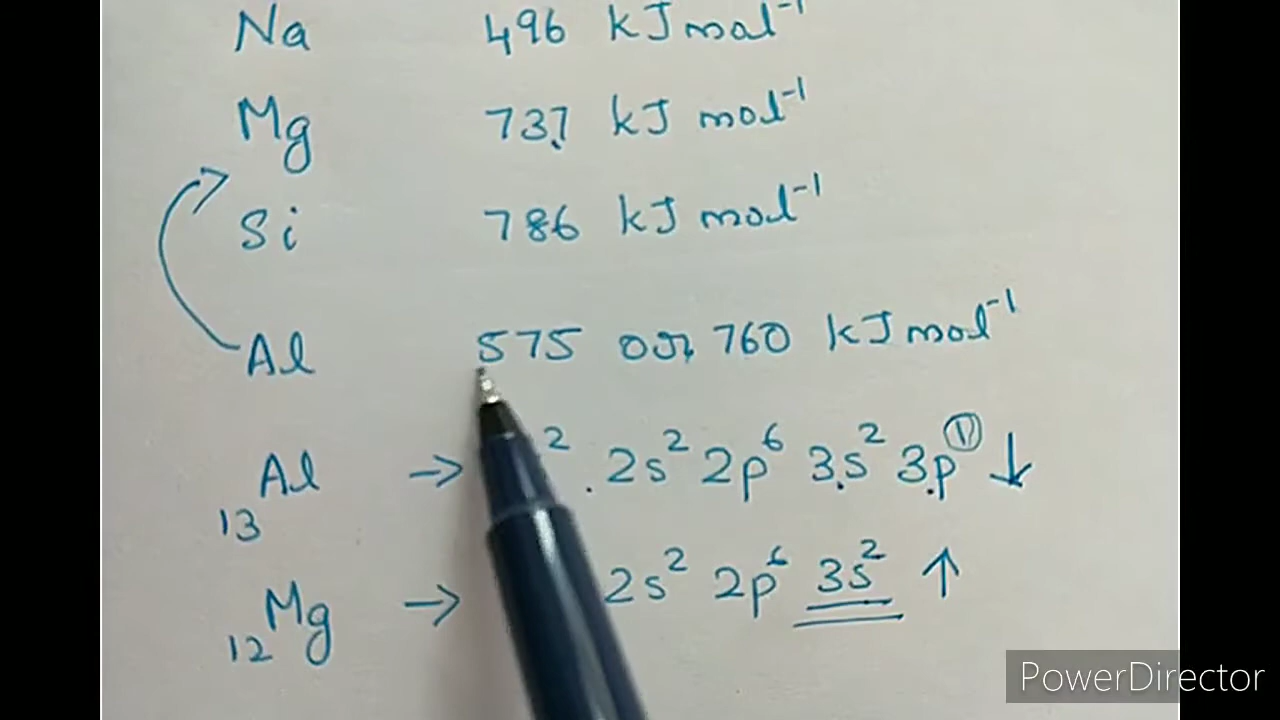 Na 496 kJ mol⁻¹
Mg 737 kJ mol⁻¹
Si 786 kJ mol⁻¹
Al 575 or 760 kJ mol⁻¹
₁₃Al → ² 2s² 2p⁶ 3s² 3p¹ ↓
₁₂Mg → 2s² 2p⁶ 3s² ↑
PowerDirector